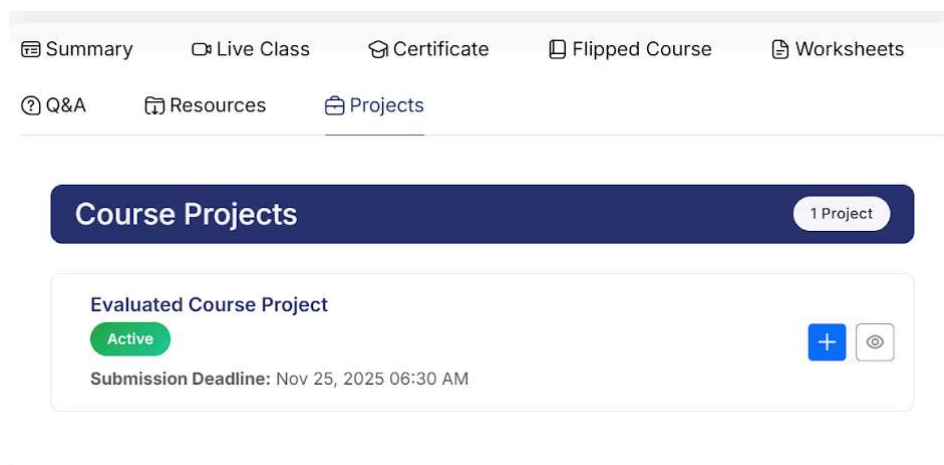 Summary Live Class Certificate Flipped Course Worksheets
Q&A Resources Projects
Course Projects 1 Project
Evaluated Course Project
Active
Submission Deadline: Nov 25, 2025 06:30 AM